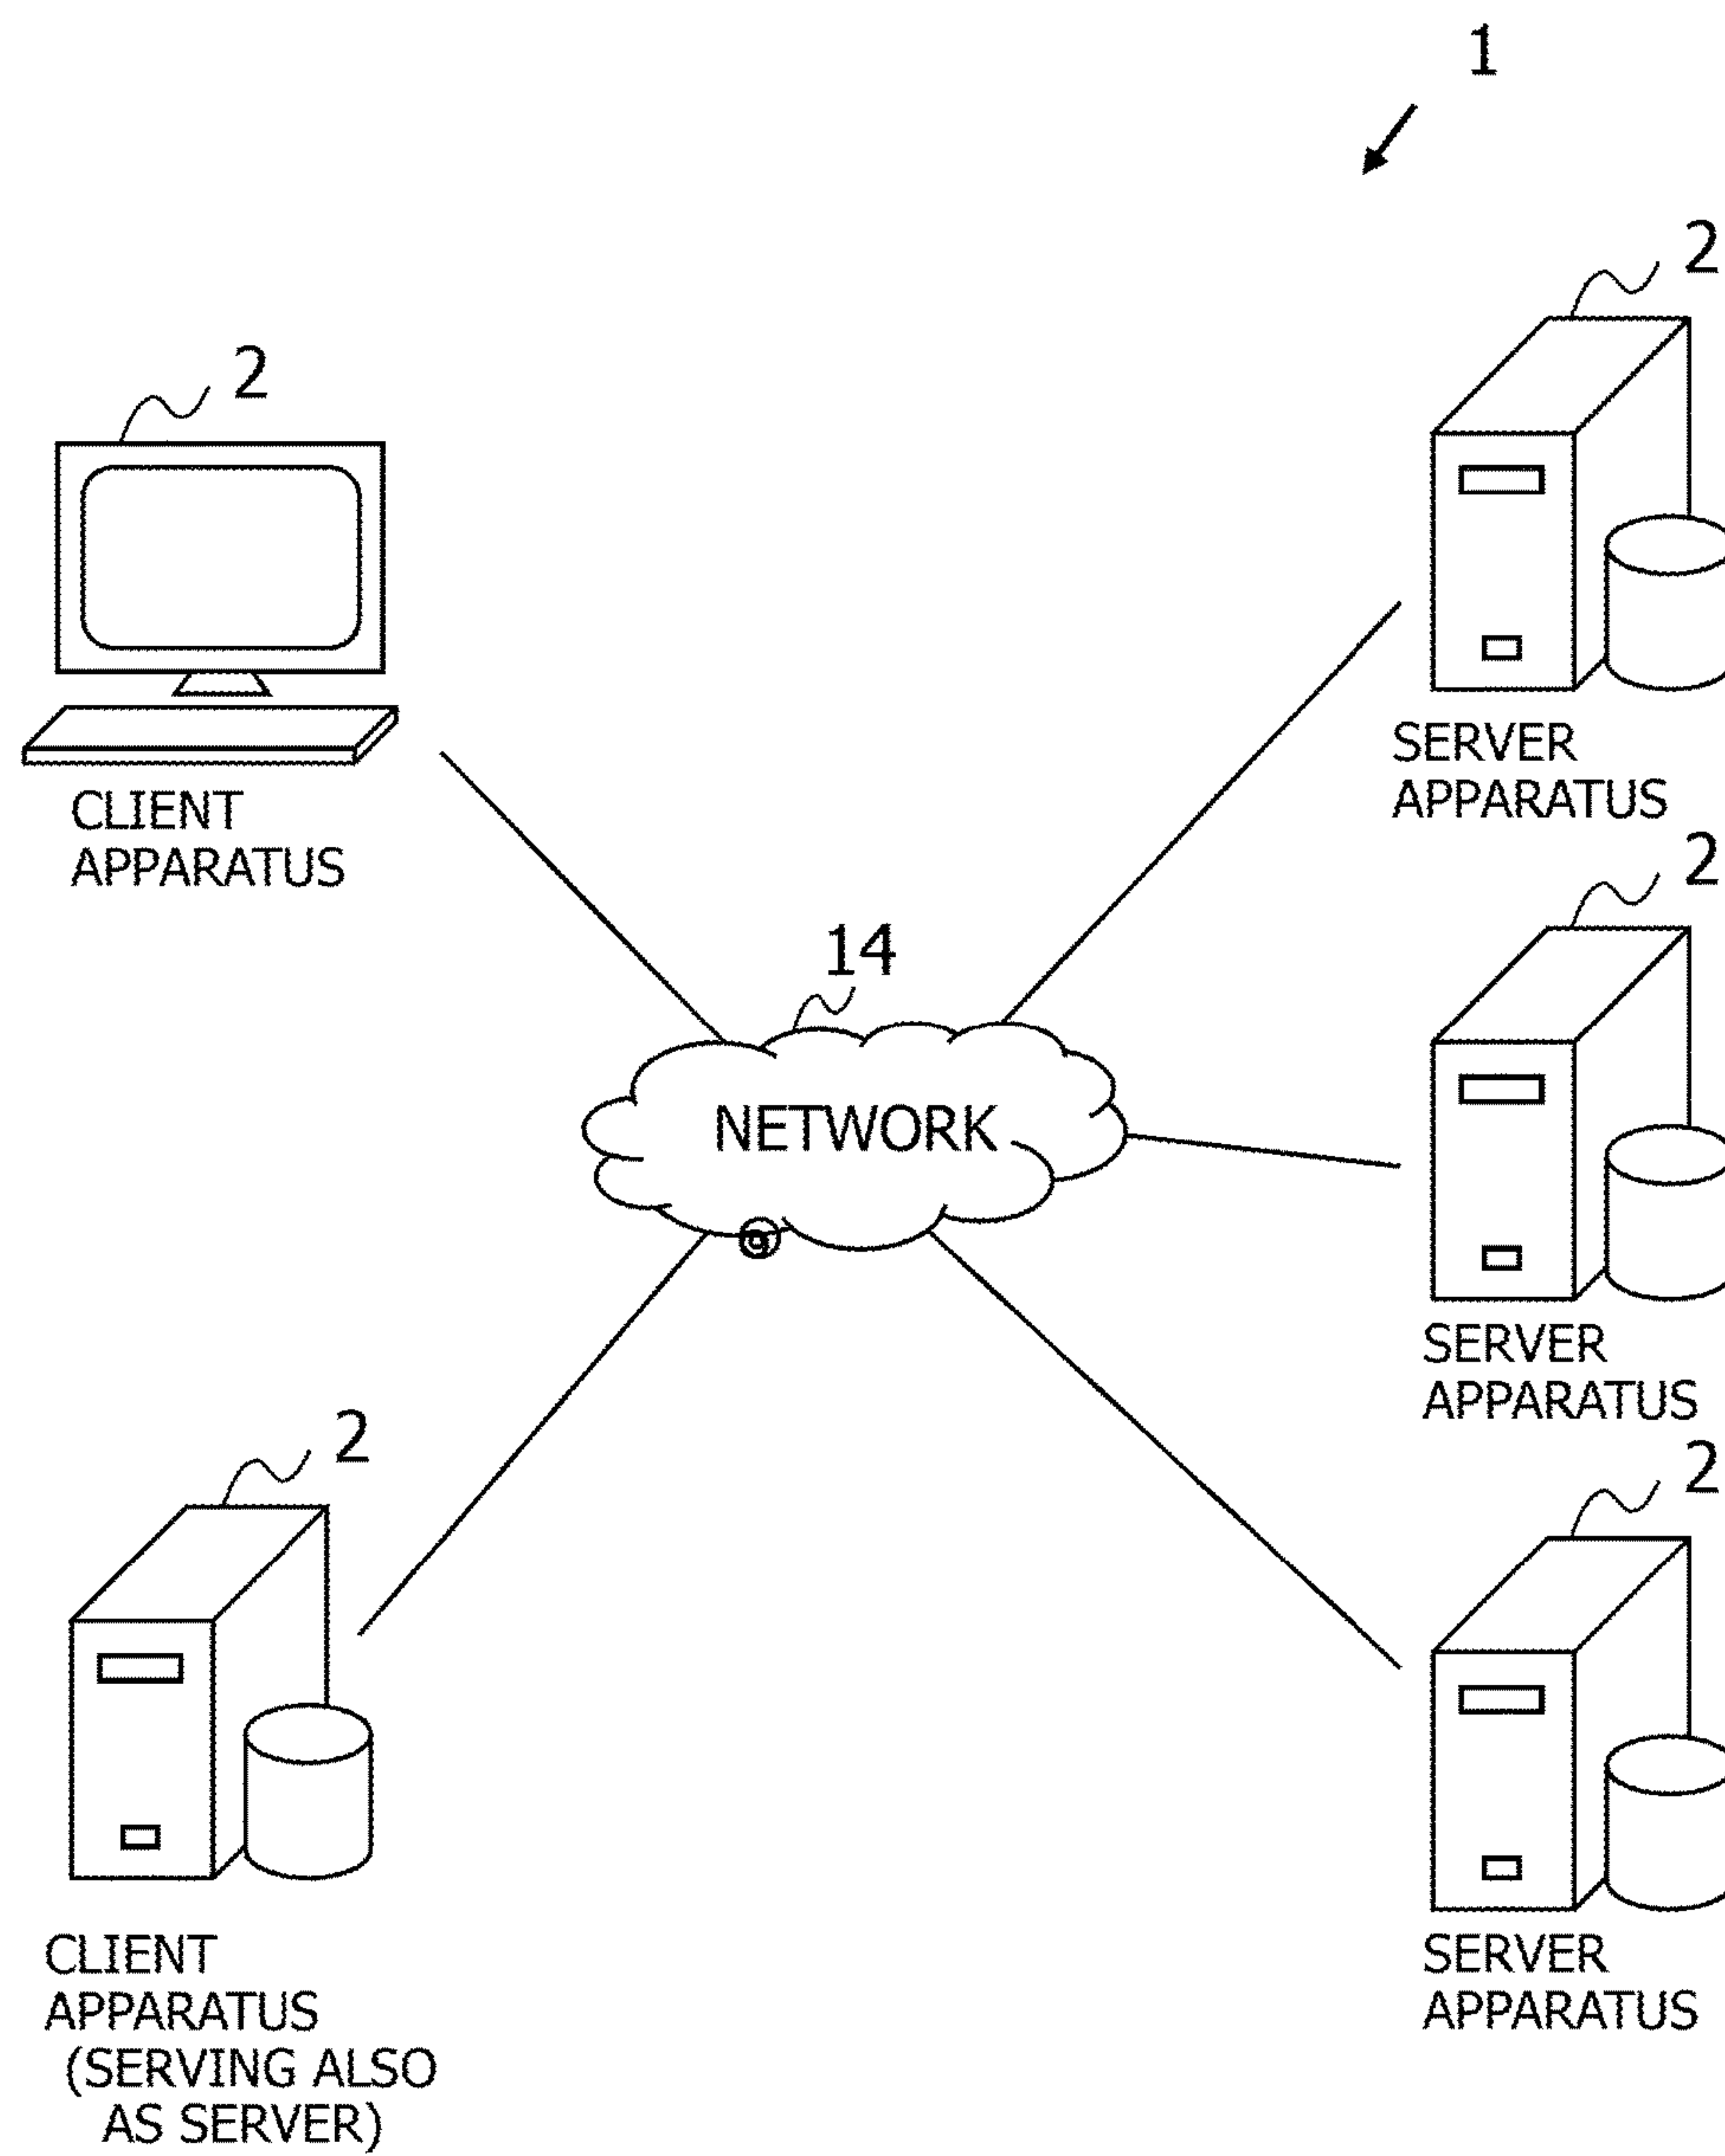 1
2
2
CLIENT
APPARATUS
SERVER
APPARATUS
2
14
NETWORK
SERVER
APPARATUS
2
2
CLIENT
APPARATUS
(SERVING ALSO
AS SERVER)
SERVER
APPARATUS